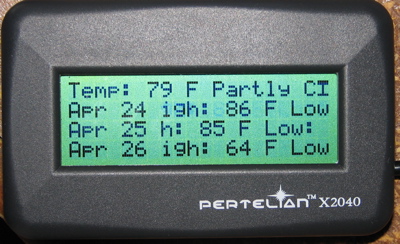 Temp: 79 F Partly Cl
Apr 24 igh: 86 F Low
Apr 25 h: 85 F Low:
Apr 26 igh: 64 F Low
PERTELIAN™ X2040